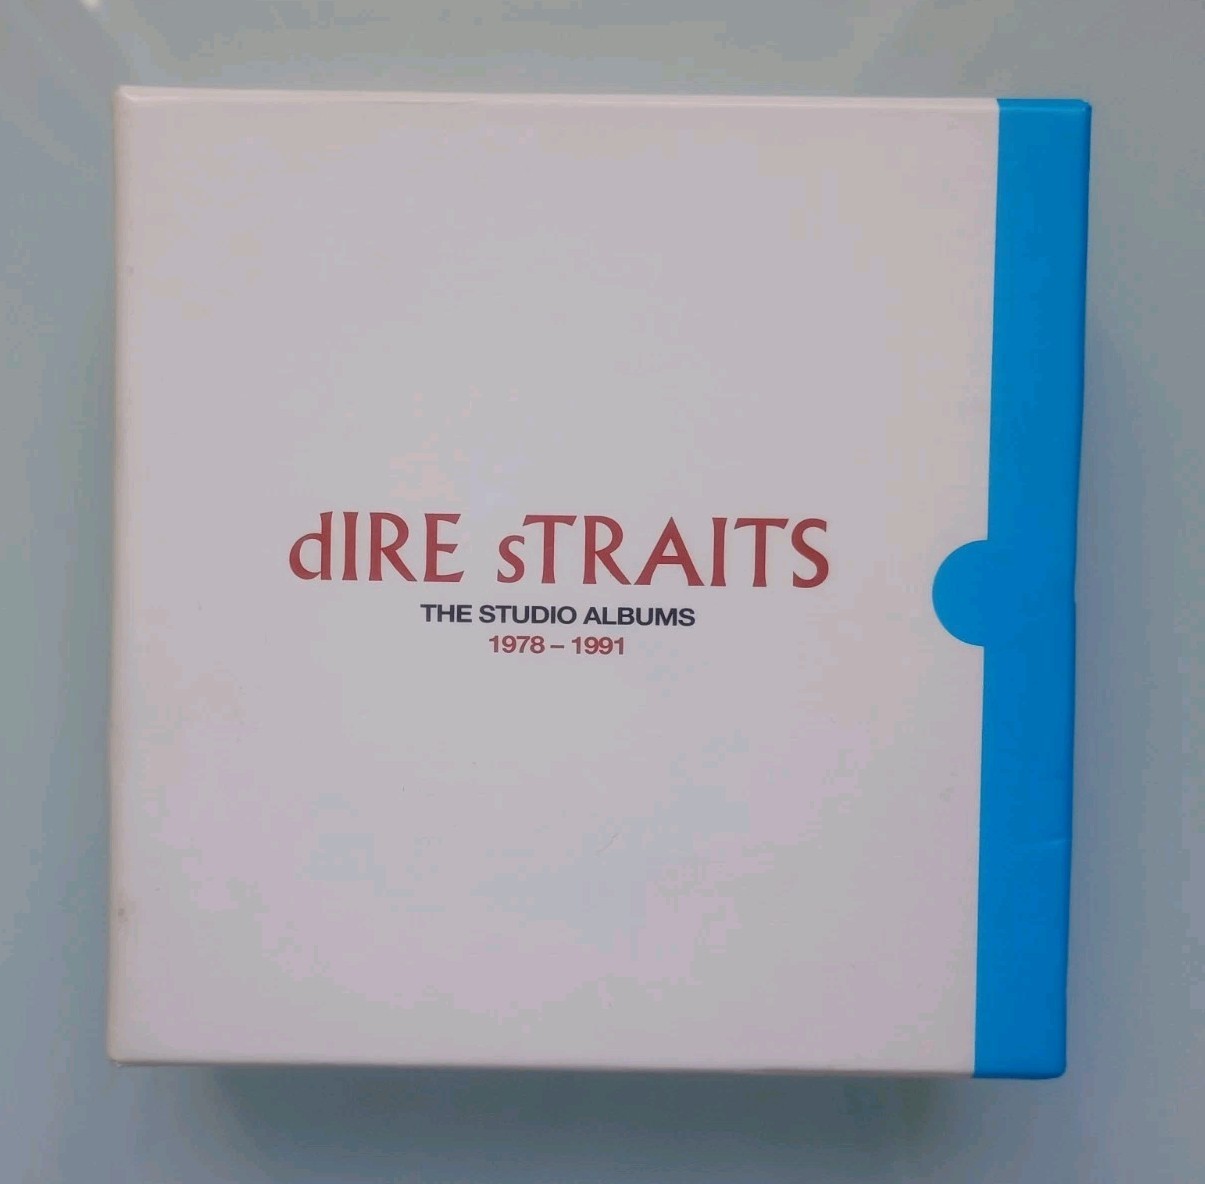 dIRE sTRAITS
THE STUDIO ALBUMS
1978 – 1991